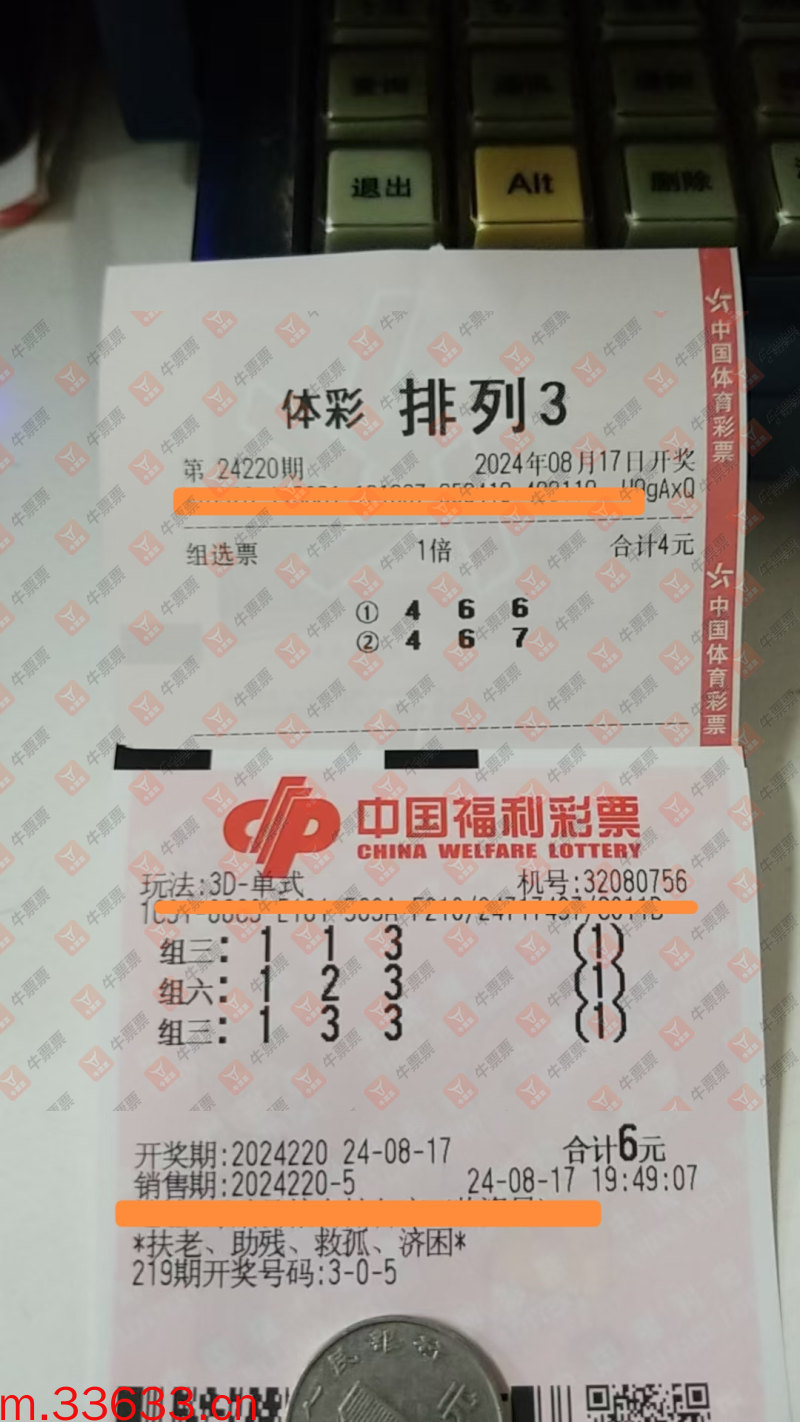 退出 Alt 删除
体彩 排列3
第 24220期 2024年08月17日开奖
组选票 1倍 合计4元
① 4 6 6
② 4 6 7
中国体育彩票
中国体育彩票
中国福利彩票
CHINA WELFARE LOTTERY
玩法:3D-单式 机号:32080756
组三: 1 1 3 (1)
组六: 1 2 3 (1)
组三: 1 3 3 (1)
开奖期:2024220 24-08-17 合计6元
销售期:2024220-5 24-08-17 19:49:07
*扶老、助残、救孤、济困*
219期开奖号码:3-0-5
m.33633.cn
牛票票